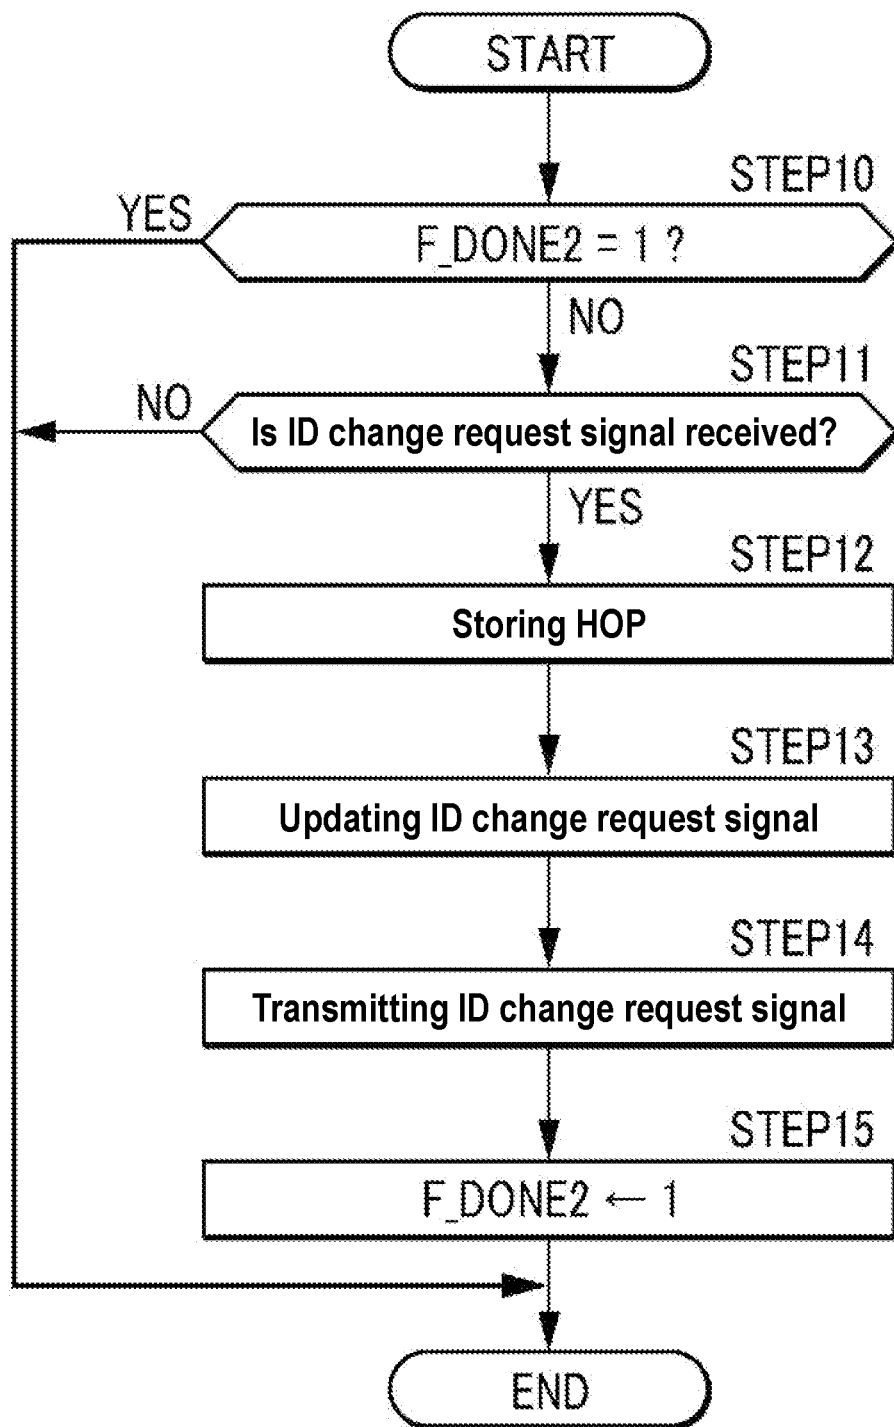 START
STEP10
YES
F_DONE2 = 1 ?
NO
STEP11
NO
Is ID change request signal received?
YES
STEP12
Storing HOP
STEP13
Updating ID change request signal
STEP14
Transmitting ID change request signal
STEP15
F_DONE2 ← 1
END